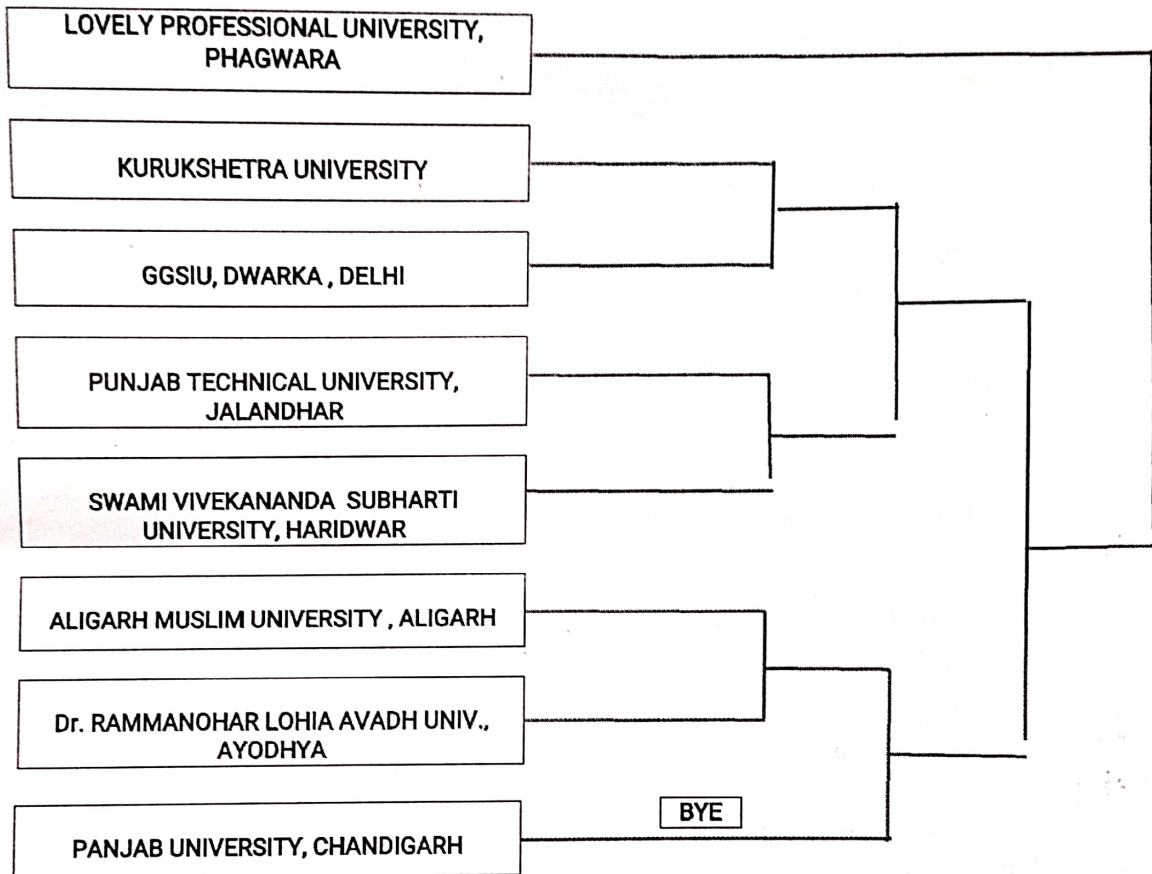 LOVELY PROFESSIONAL UNIVERSITY,
PHAGWARA
KURUKSHETRA UNIVERSITY
GGSIU, DWARKA , DELHI
PUNJAB TECHNICAL UNIVERSITY,
JALANDHAR
SWAMI VIVEKANANDA SUBHARTI
UNIVERSITY, HARIDWAR
ALIGARH MUSLIM UNIVERSITY , ALIGARH
Dr. RAMMANOHAR LOHIA AVADH UNIV.,
AYODHYA
BYE
PANJAB UNIVERSITY, CHANDIGARH